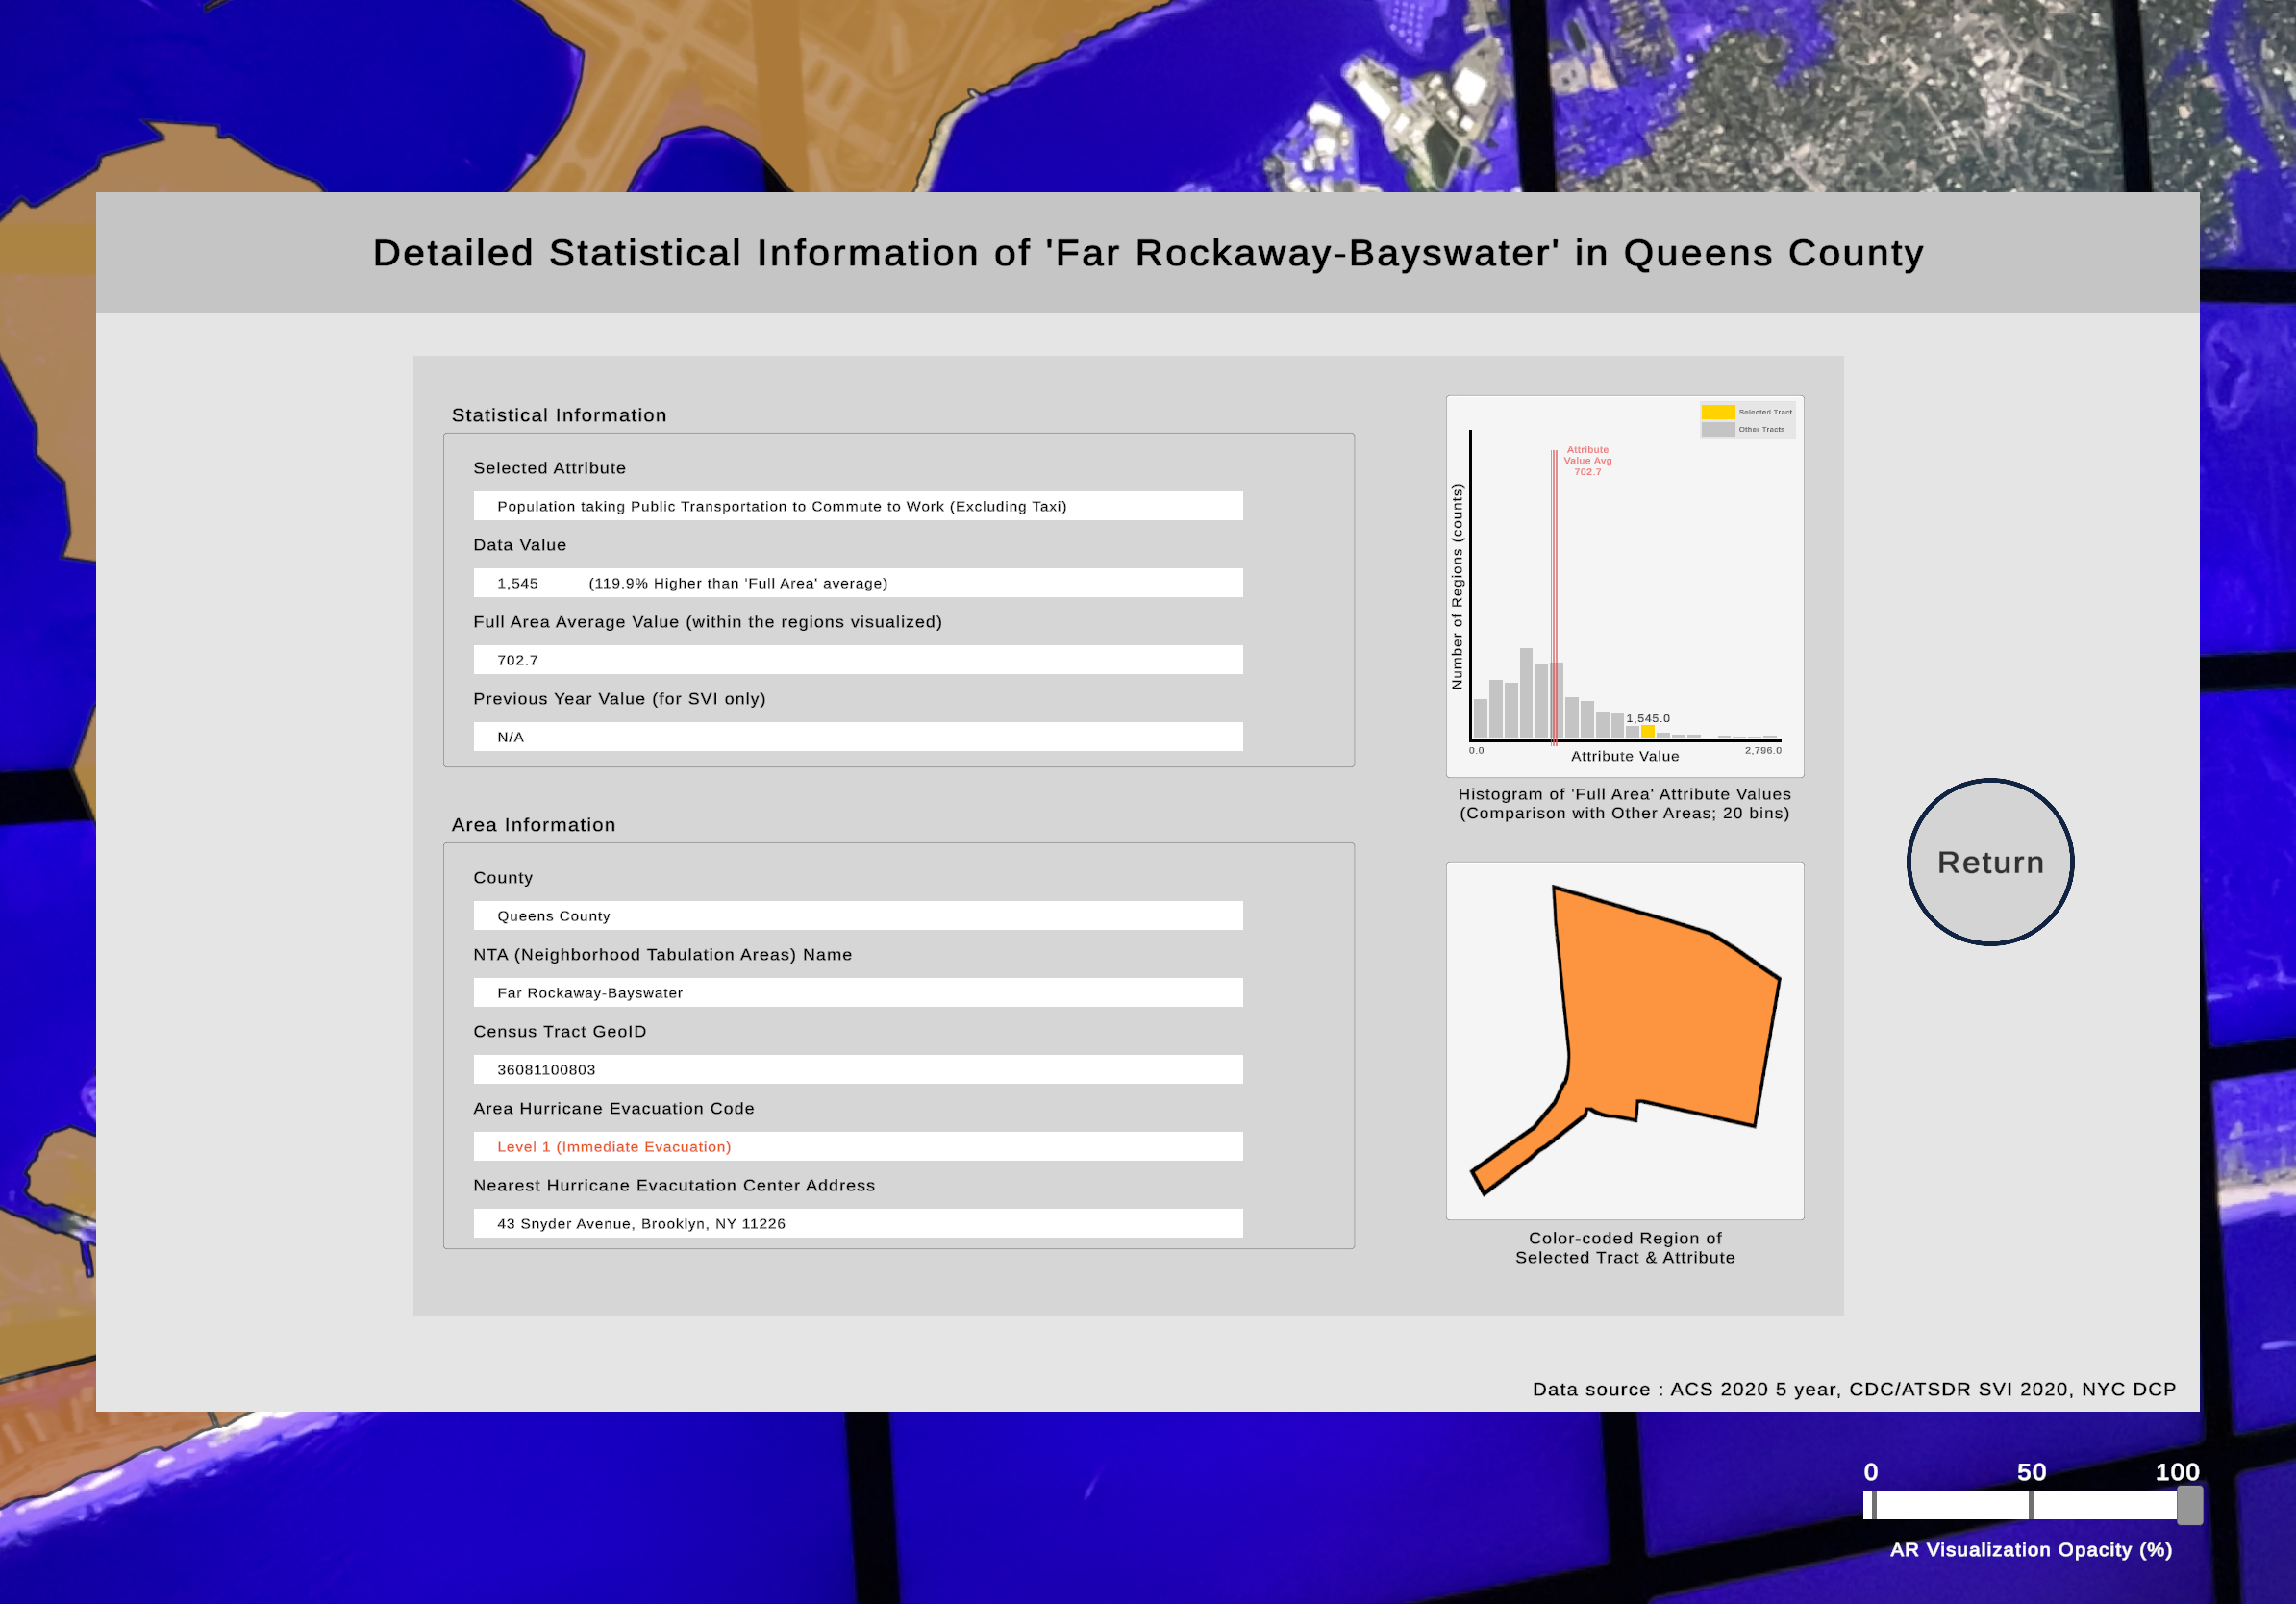 Detailed Statistical Information of 'Far Rockaway-Bayswater' in Queens County
Statistical Information
Selected Attribute
Population taking Public Transportation to Commute to Work (Excluding Taxi)
Data Value
1,545 (119.9% Higher than 'Full Area' average)
Full Area Average Value (within the regions visualized)
702.7
Previous Year Value (for SVI only)
N/A
Area Information
County
Queens County
NTA (Neighborhood Tabulation Areas) Name
Far Rockaway-Bayswater
Census Tract GeoID
36081100803
Area Hurricane Evacuation Code
Level 1 (Immediate Evacuation)
Nearest Hurricane Evacutation Center Address
43 Snyder Avenue, Brooklyn, NY 11226
Selected Tract
Other Tracts
Attribute
Value Avg
702.7
Number of Regions (counts)
1,545.0
0.0
2,796.0
Attribute Value
Histogram of 'Full Area' Attribute Values
(Comparison with Other Areas; 20 bins)
Color-coded Region of
Selected Tract & Attribute
Return
Data source : ACS 2020 5 year, CDC/ATSDR SVI 2020, NYC DCP
0 50 100
AR Visualization Opacity (%)